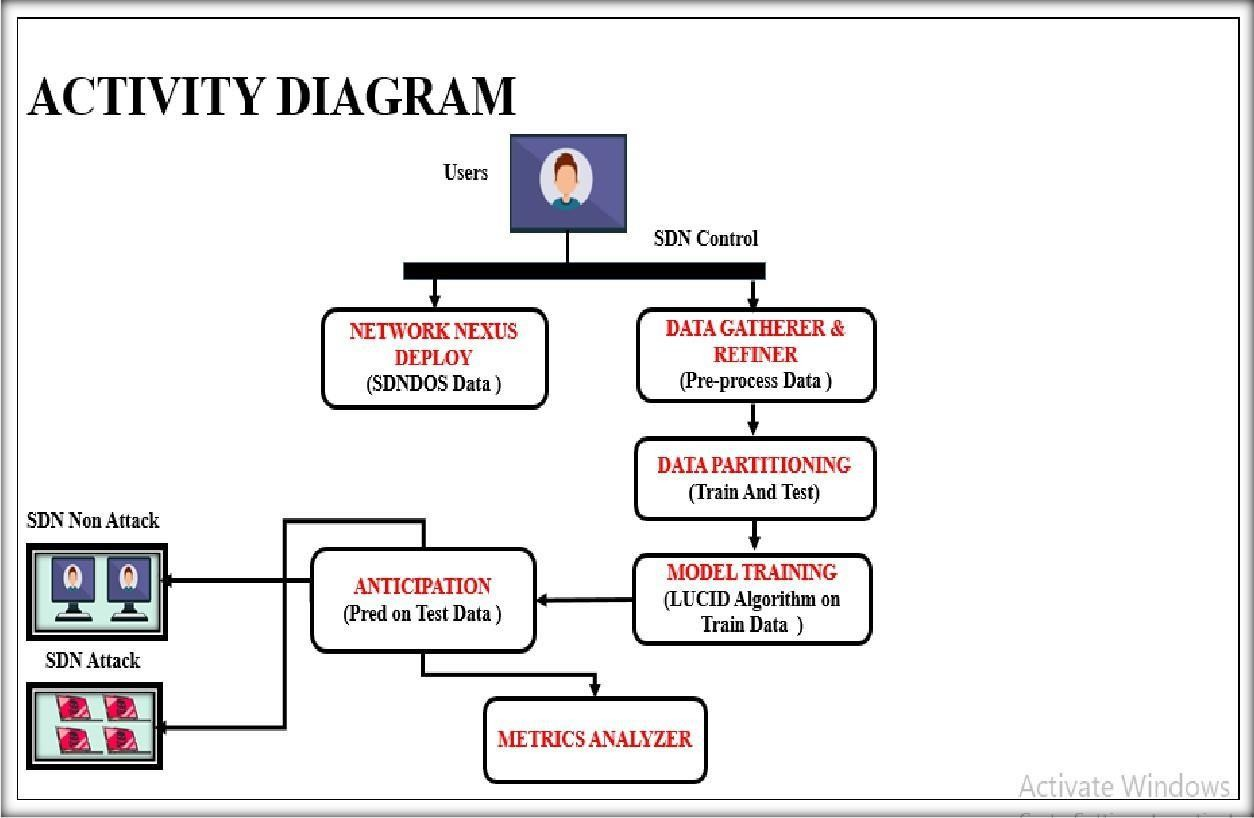 ACTIVITY DIAGRAM
Users
SDN Control
NETWORK NEXUS
DEPLOY
(SDNDOS Data )
DATA GATHERER &
REFINER
(Pre-process Data )
DATA PARTITIONING
(Train And Test)
MODEL TRAINING
(LUCID Algorithm on
Train Data )
ANTICIPATION
(Pred on Test Data )
SDN Non Attack
SDN Attack
METRICS ANALYZER
Activate Windows